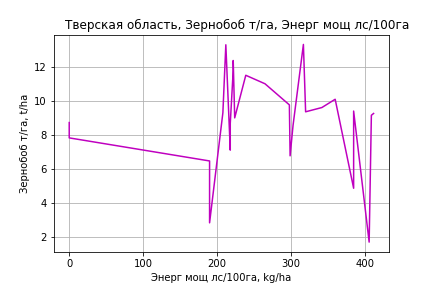 Тверская область, Зернобоб т/га, Энерг мощ лс/100га
12
10
8
6
4
2
Зернобоб т/га, t/ha
0 100 200 300 400
Энерг мощ лс/100га, kg/ha